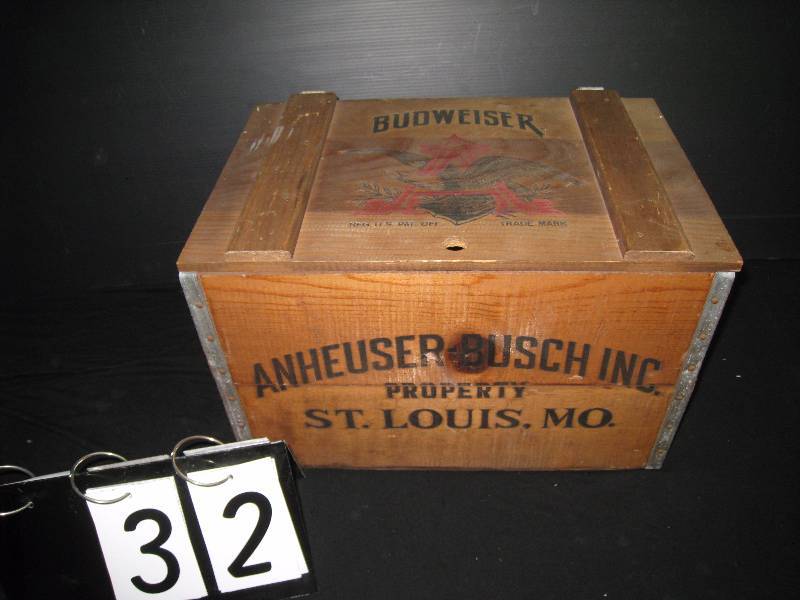 BUDWEISER
REG. U.S. PAT. OFF. TRADE MARK
ANHEUSER-BUSCH INC.
PROPERTY
ST. LOUIS, MO.
32